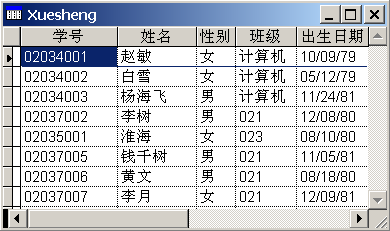 Xuesheng
学号 姓名 性别 班级 出生日期
02034001 赵敏 女 计算机 10/09/79
02034002 白雪 女 计算机 05/12/79
02034003 杨海飞 男 计算机 11/24/81
02037002 李树 男 021 12/08/80
02035001 淮海 女 023 08/10/80
02037005 钱千树 男 021 11/05/81
02037006 黄文 男 021 08/18/80
02037007 李月 女 021 12/09/81